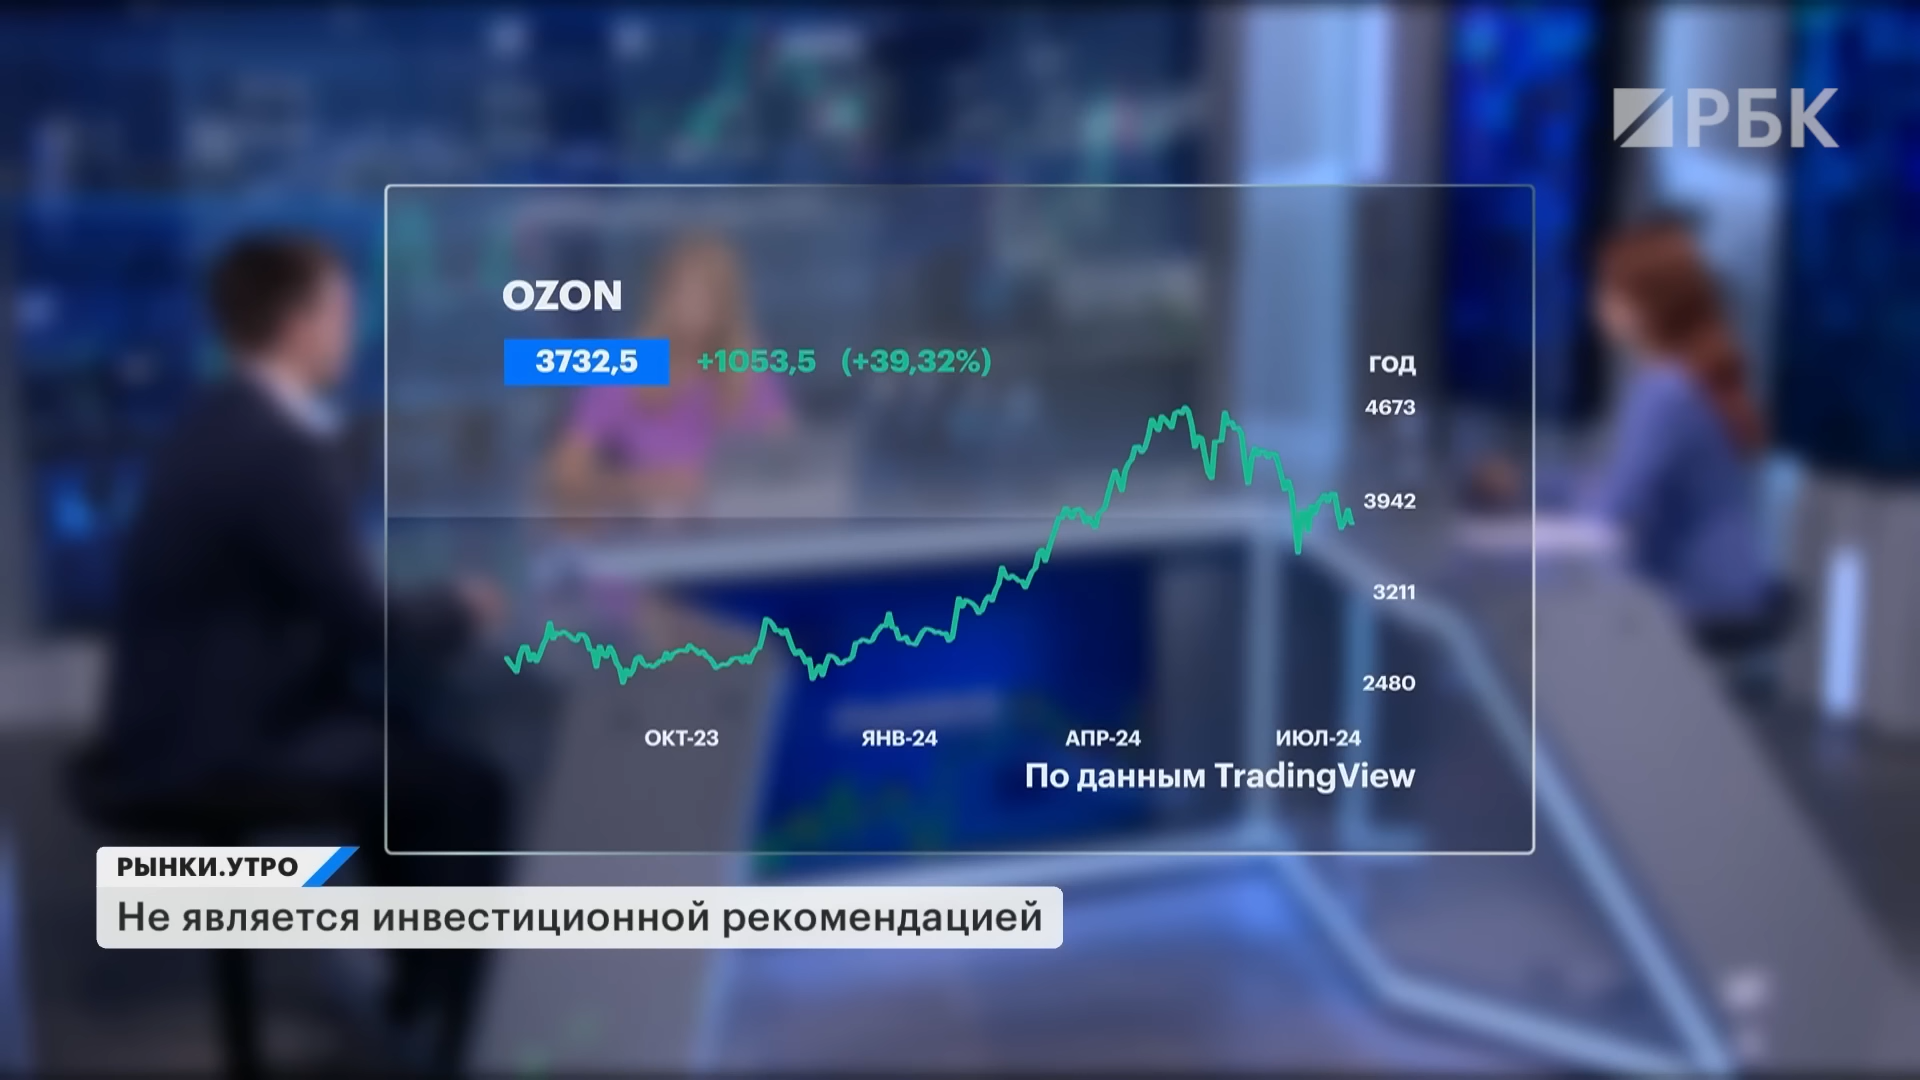 РБК
OZON
3732,5 +1053,5 (+39,32%)
ГОД
4673
3942
3211
2480
ОКТ-23 ЯНВ-24 АПР-24 ИЮЛ-24
По данным TradingView
РЫНКИ.УТРО
Не является инвестиционной рекомендацией